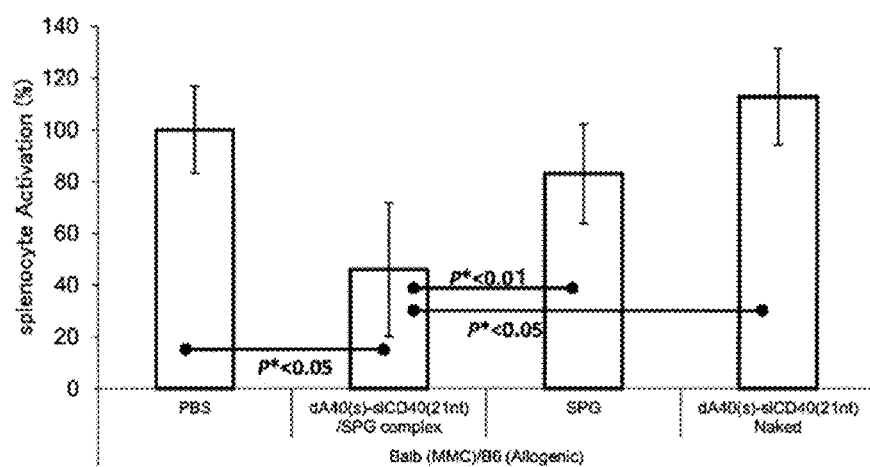 140
120
100
80
60
40
20
0
splenocyte Activation (%)
P*<0.01
P*<0.05
P*<0.05
PBS
dA40(s)-siCD40(21nt)
/SPG complex
SPG
dA40(s)-siCD40(21nt)
Naked
Balb (MMC)/B6 (Allogenic)